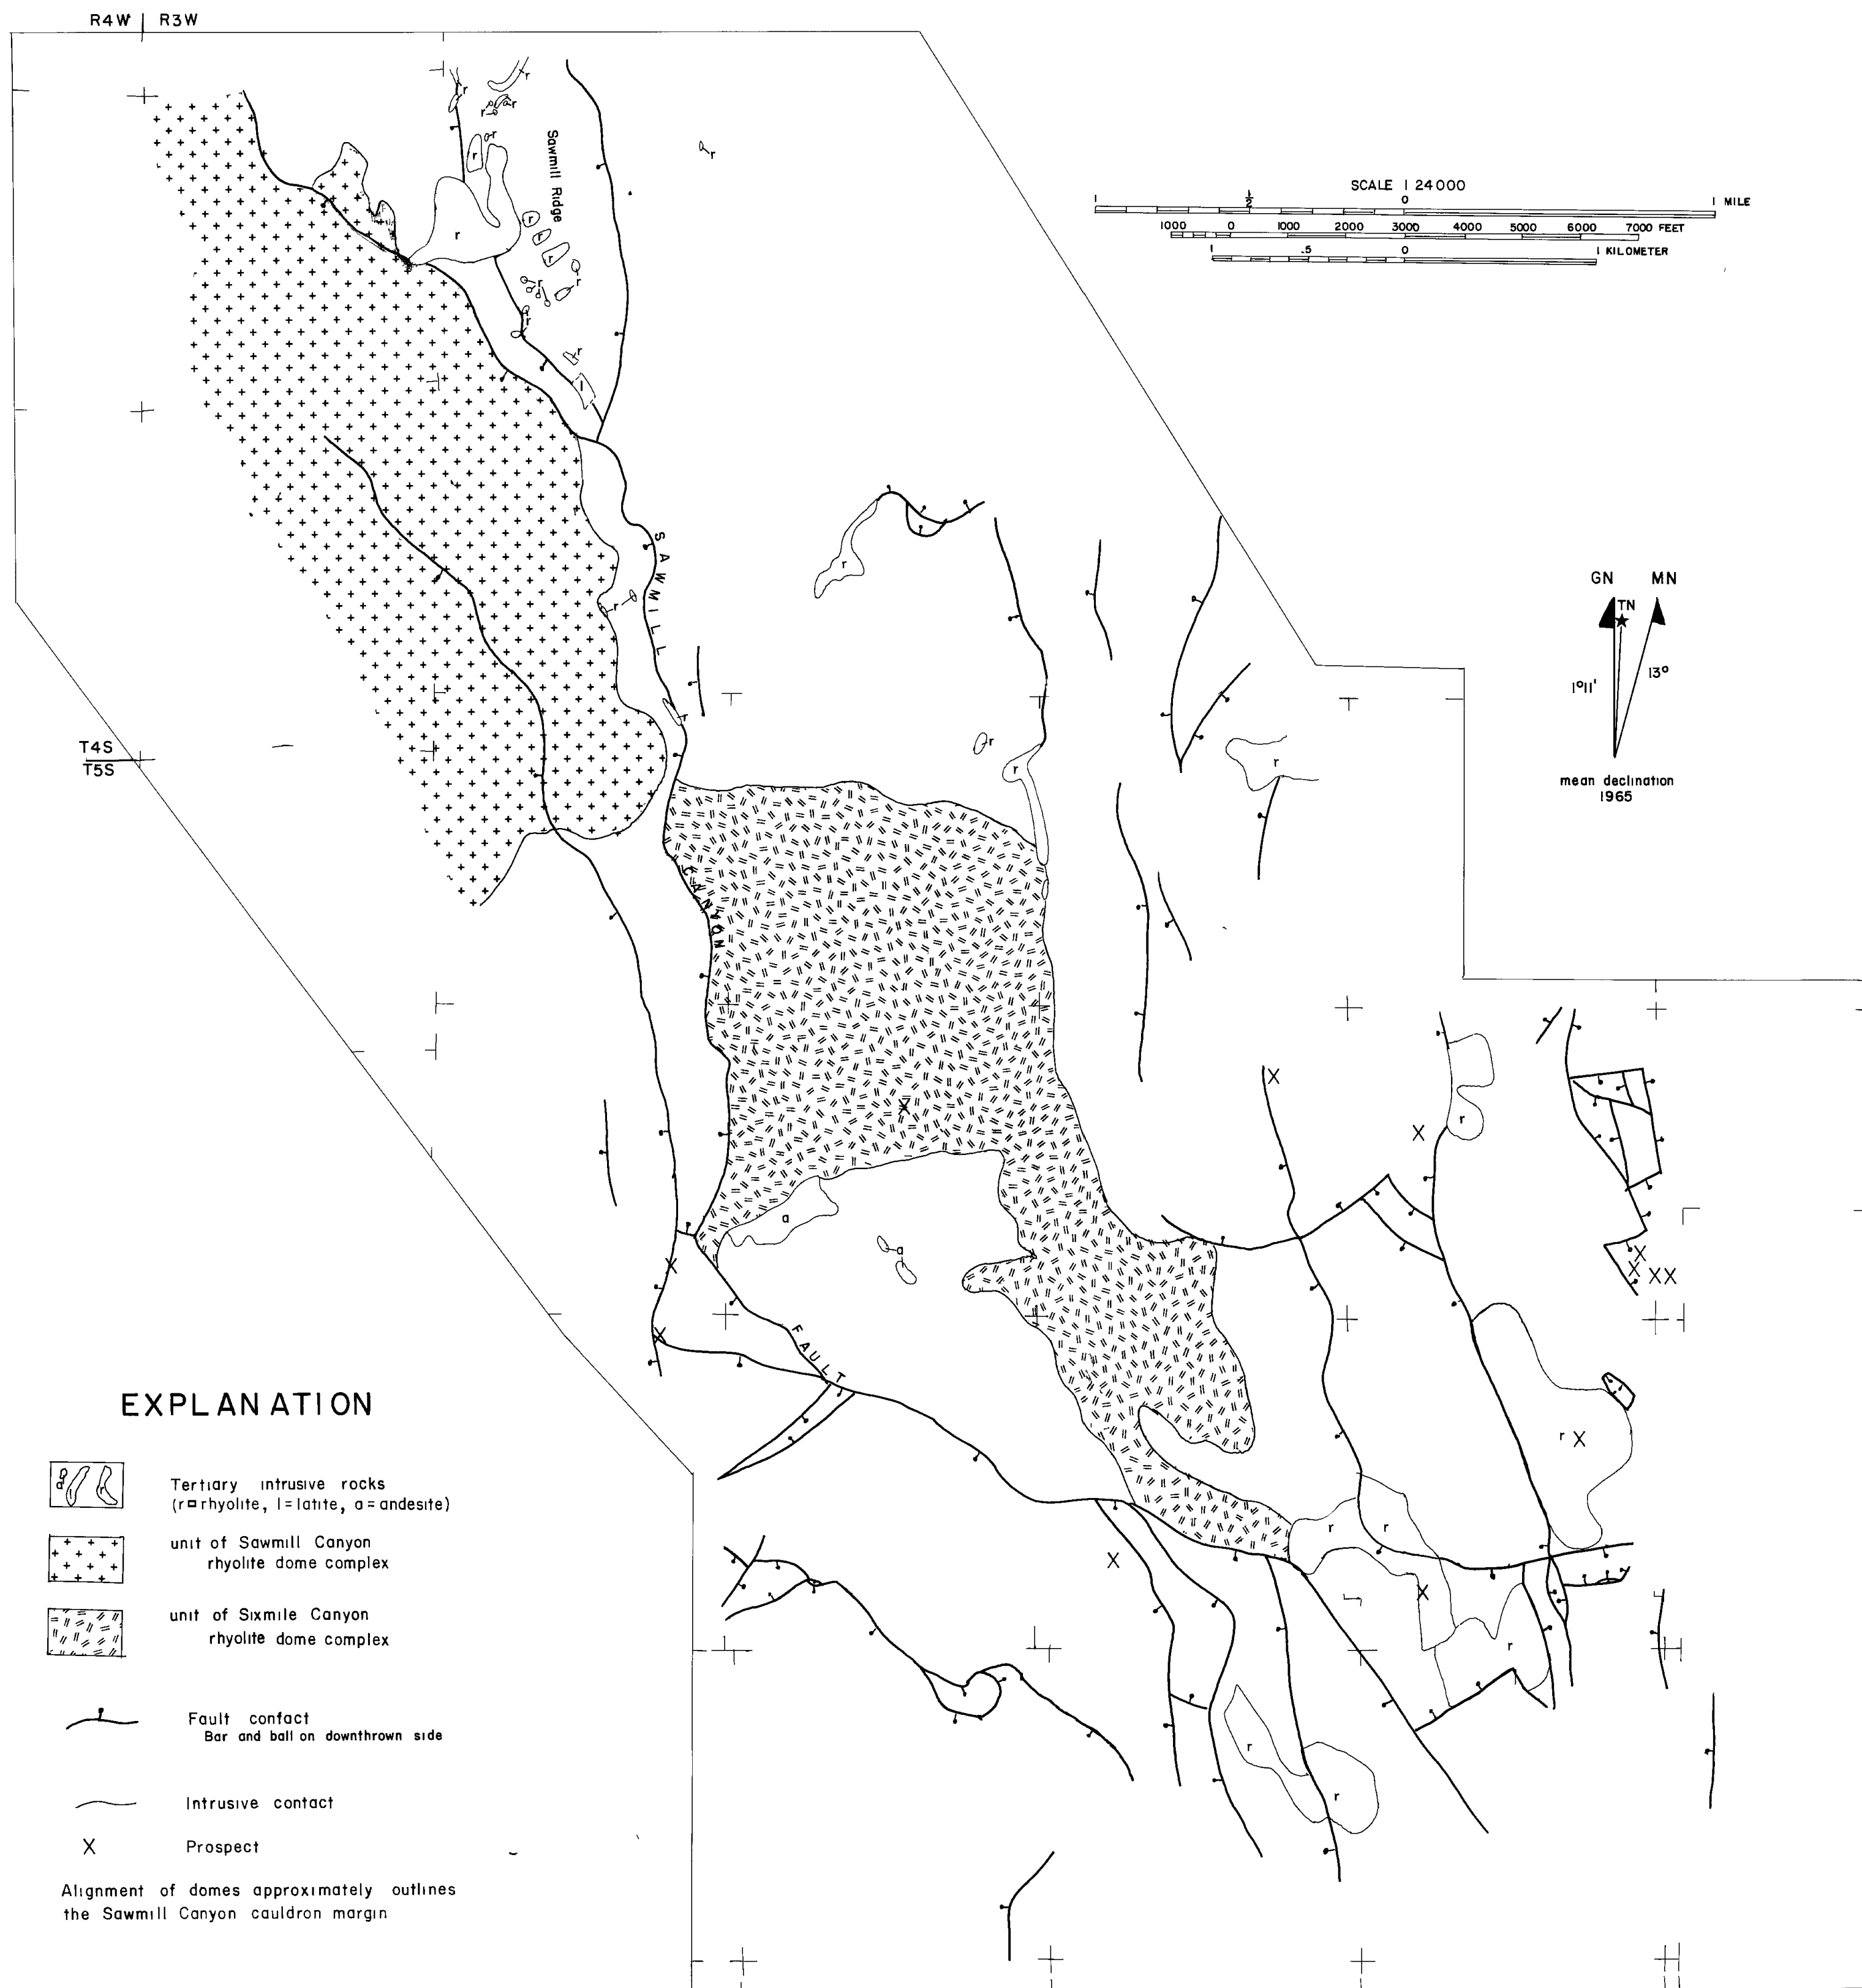 R4W | R3W
Sawmill Ridge
SCALE 1 24000
1 ½ 0 1 MILE
1000 0 1000 2000 3000 4000 5000 6000 7000 FEET
1 .5 0 1 KILOMETER
GN MN
TN
1°11' 13°
mean declination
1965
T4S
T5S
SAWMILL
CANYON
FAULT
r
r
r
r
r
r
r
r
r
r
r
r
r
r
l
r
r
r
r
r
r
a
a
r
r
r
r
r
r
r
EXPLANATION
Tertiary intrusive rocks
(r=rhyolite, l=latite, a=andesite)
unit of Sawmill Canyon
rhyolite dome complex
unit of Sixmile Canyon
rhyolite dome complex
Fault contact
Bar and ball on downthrown side
Intrusive contact
X Prospect
Alignment of domes approximately outlines
the Sawmill Canyon cauldron margin